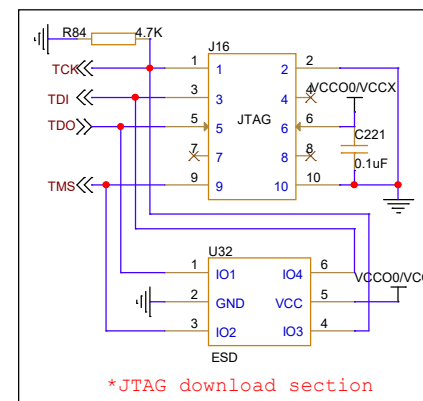 R84 4.7K
J16
TCK 1 1 2 2
VCCO0/VCCX
TDI 3 3 4 4
TDO 5 5 6 6
JTAG
C221
7 7 8 8
0.1uF
TMS 9 9 10 10
U32
1 IO1 IO4 6
VCCO0/VCC
2 GND VCC 5
3 IO2 IO3 4
ESD
*JTAG download section